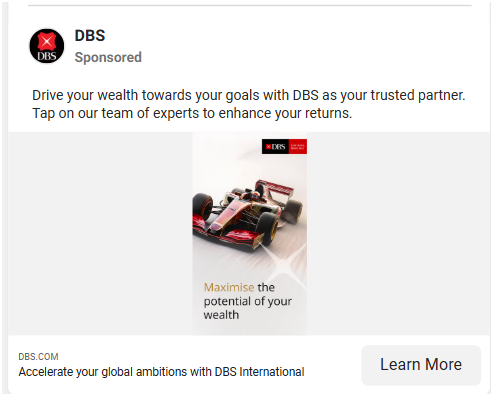 DBS
DBS
Sponsored
Drive your wealth towards your goals with DBS as your trusted partner.
Tap on our team of experts to enhance your returns.
DBS
Maximise the
potential of your
wealth
DBS.COM
Accelerate your global ambitions with DBS International
Learn More